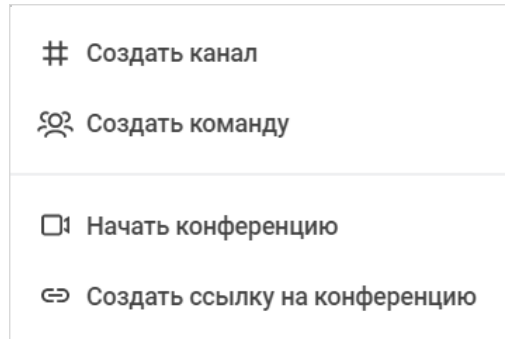 Создать канал
Создать команду
Начать конференцию
Создать ссылку на конференцию